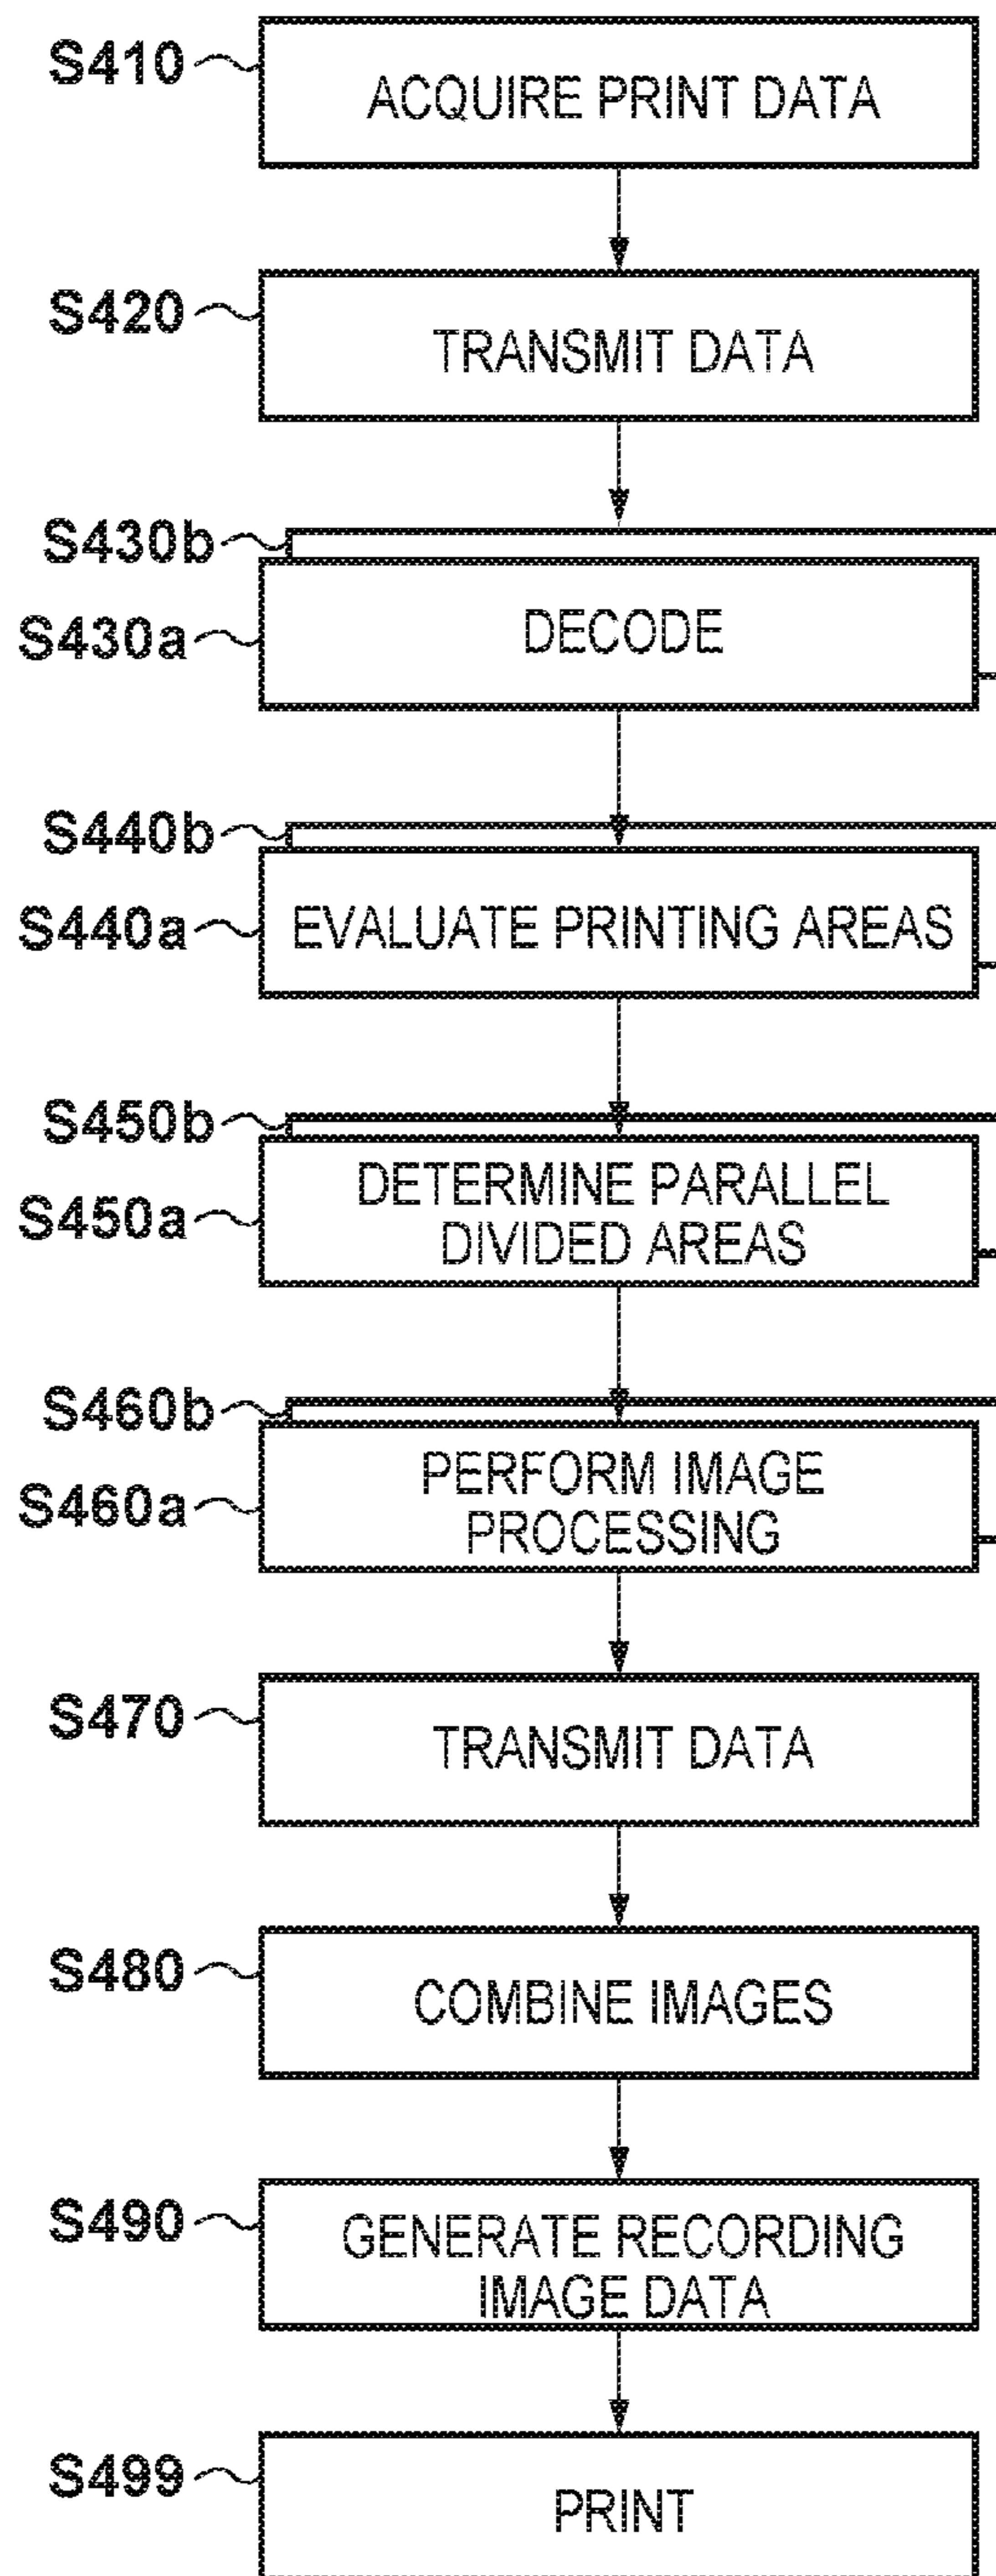 S410
ACQUIRE PRINT DATA
S420
TRANSMIT DATA
S430b
S430a
DECODE
S440b
S440a
EVALUATE PRINTING AREAS
S450b
S450a
DETERMINE PARALLEL
DIVIDED AREAS
S460b
S460a
PERFORM IMAGE
PROCESSING
S470
TRANSMIT DATA
S480
COMBINE IMAGES
S490
GENERATE RECORDING
IMAGE DATA
S499
PRINT